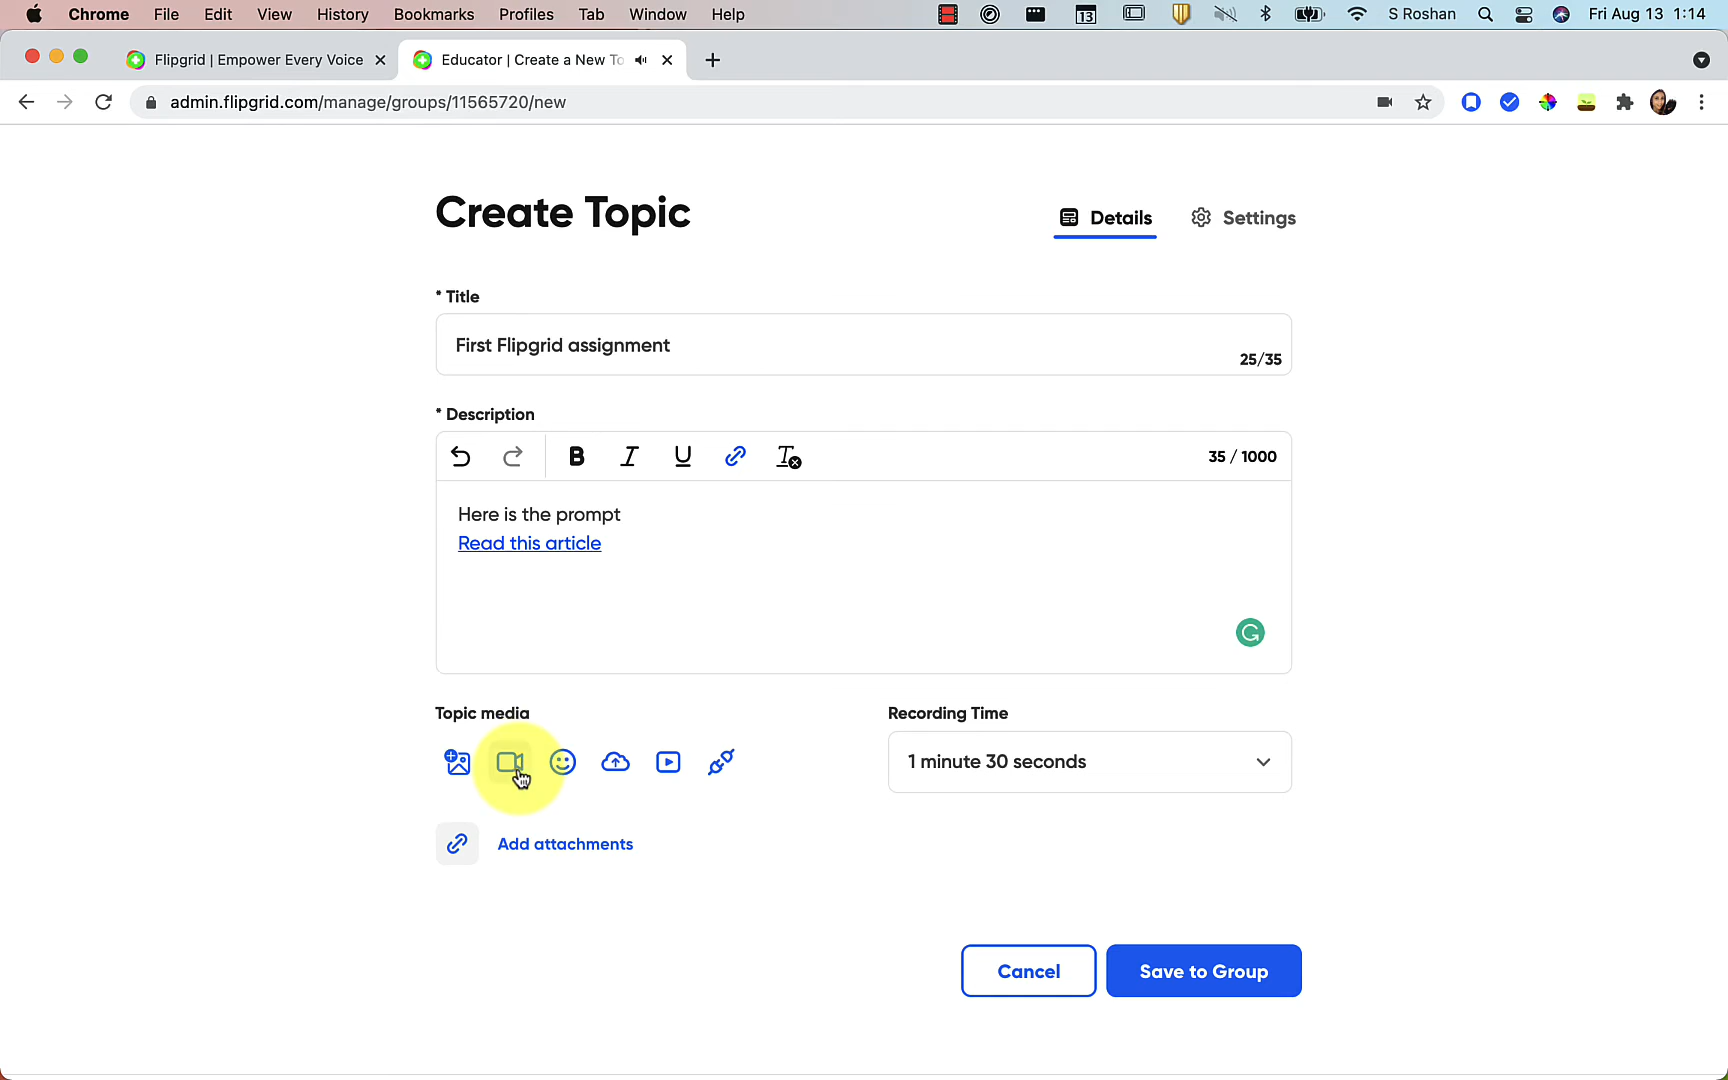 Chrome File Edit View History Bookmarks Profiles Tab Window Help 13 S Roshan Fri Aug 13 1:14
Flipgrid | Empower Every Voice Educator | Create a New To
admin.flipgrid.com/manage/groups/11565720/new
Create Topic
Details
Settings
* Title
First Flipgrid assignment
25/35
* Description
B I U 35 / 1000
Here is the prompt
Read this article
Topic media
Recording Time
1 minute 30 seconds
Add attachments
Cancel
Save to Group